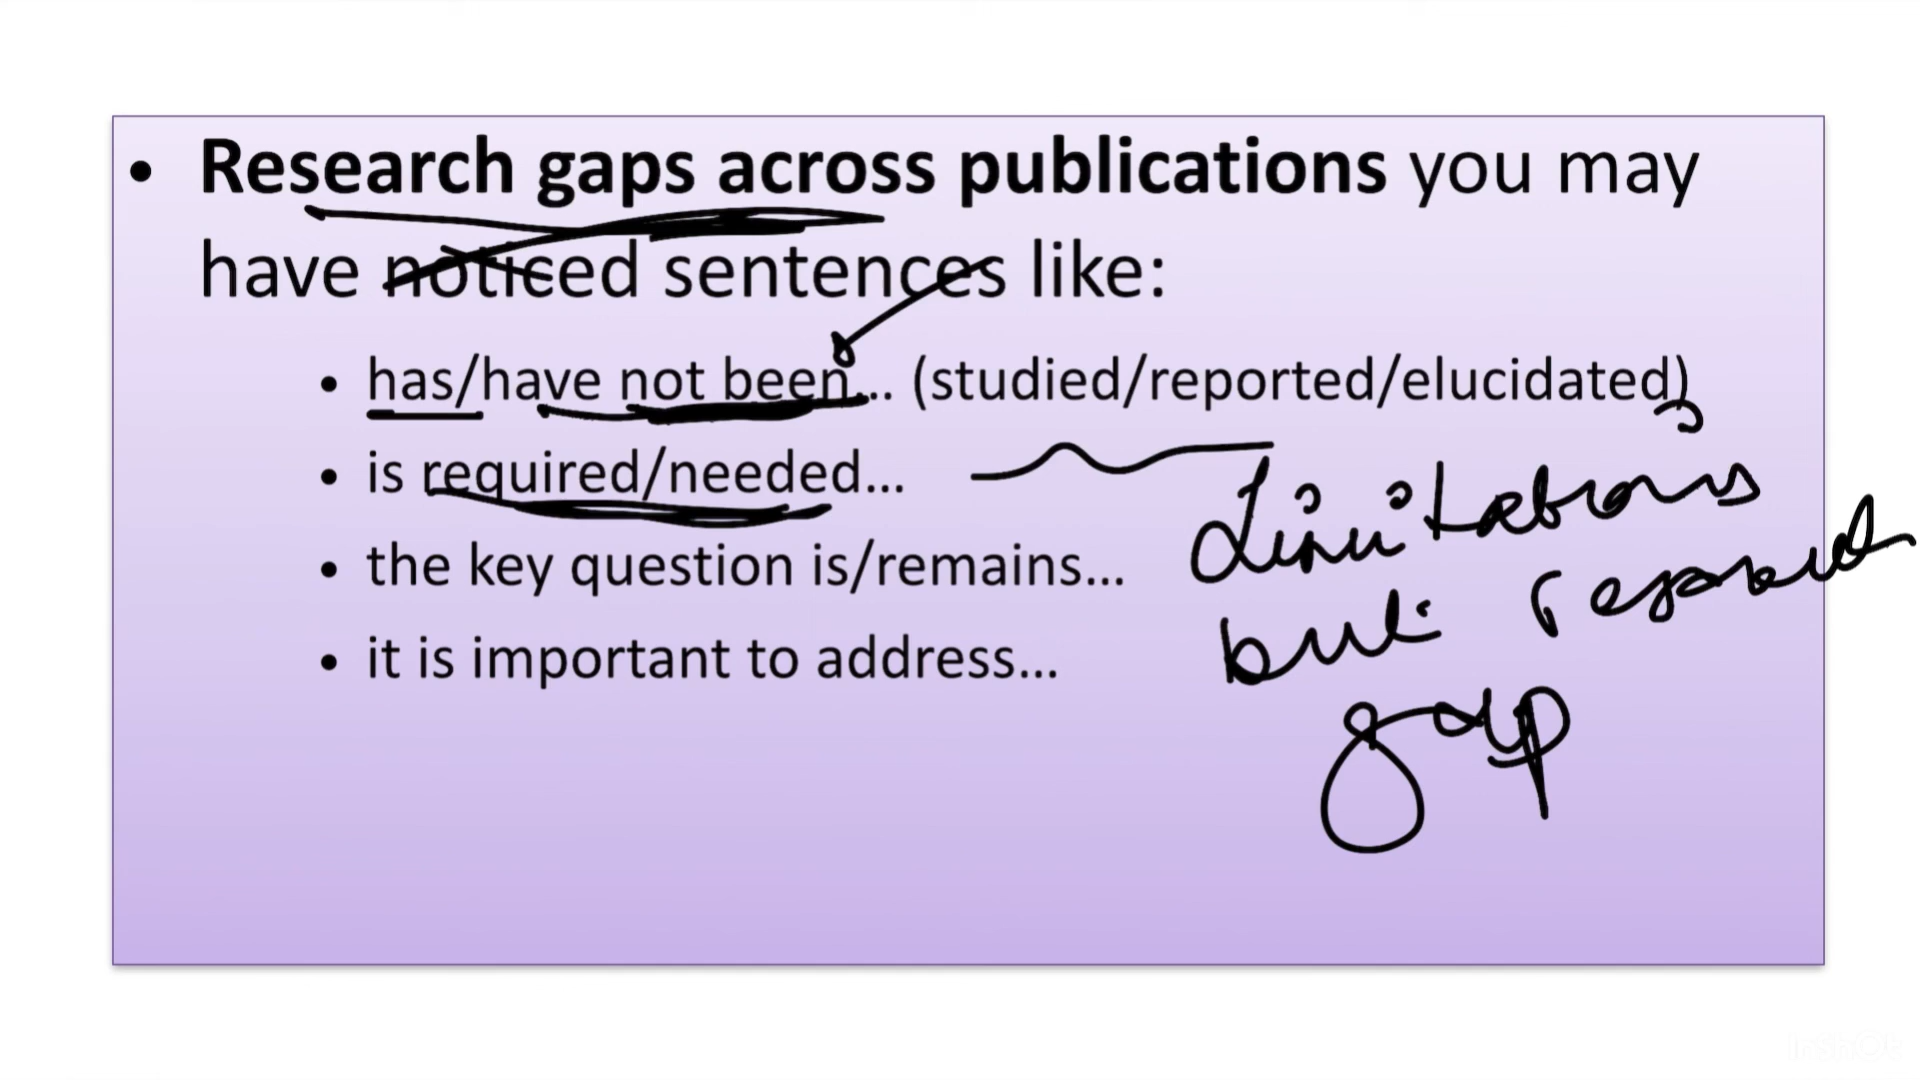 • Research gaps across publications you may
have noticed sentences like:
• has/have not been... (studied/reported/elucidated)
• is required/needed...
• the key question is/remains...
• it is important to address...
Limitations
but research
gap
InShOt